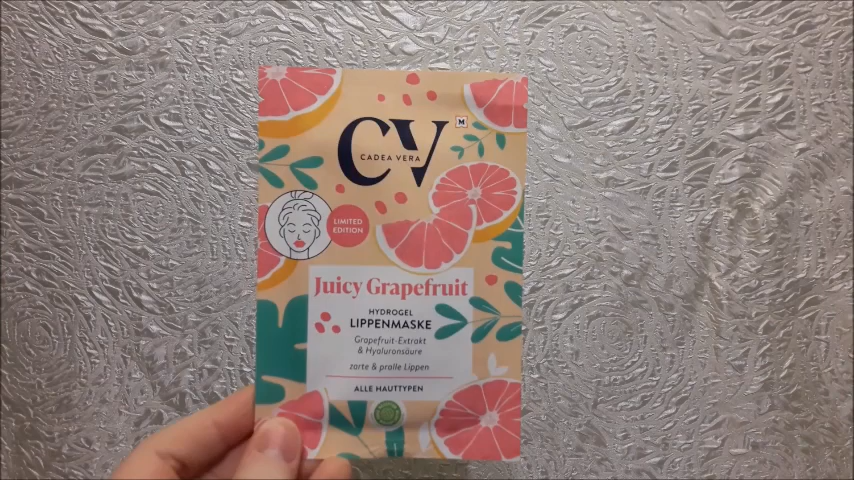 CV
CADEA VERA
M
LIMITED
EDITION
Juicy Grapefruit
HYDROGEL
LIPPENMASKE
Grapefruit-Extrakt
& Hyaluronsäure
zarte & pralle Lippen
ALLE HAUTTYPEN